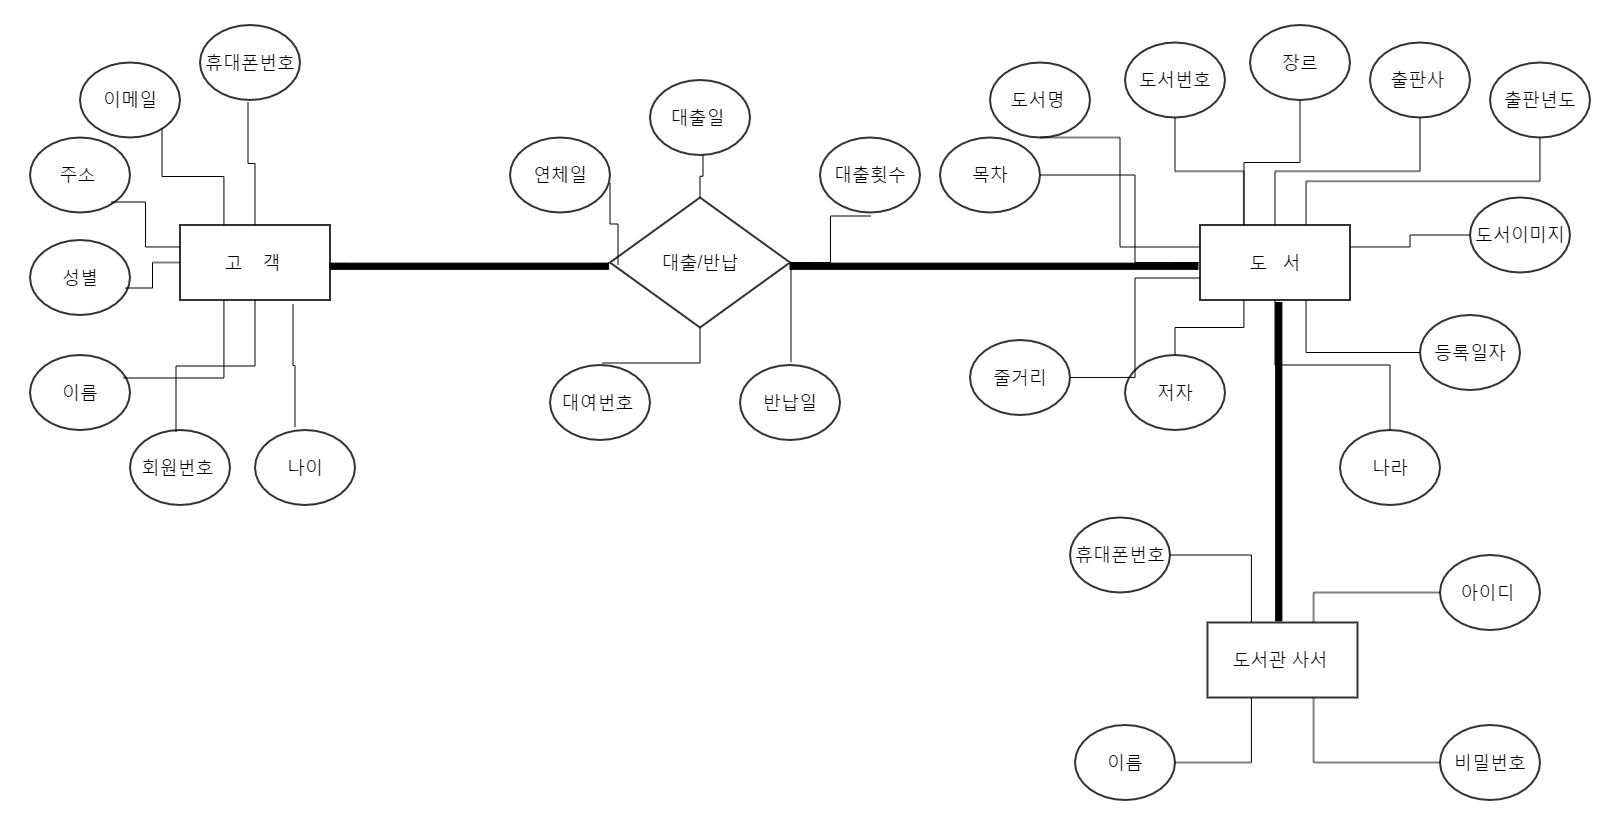 휴대폰번호
이메일
주소
성별
이름
회원번호
나이
고 객
연체일
대출일
대출횟수
대출/반납
대여번호
반납일
도서명
도서번호
장르
출판사
출판년도
목차
도서이미지
도 서
줄거리
저자
등록일자
나라
휴대폰번호
아이디
도서관 사서
이름
비밀번호